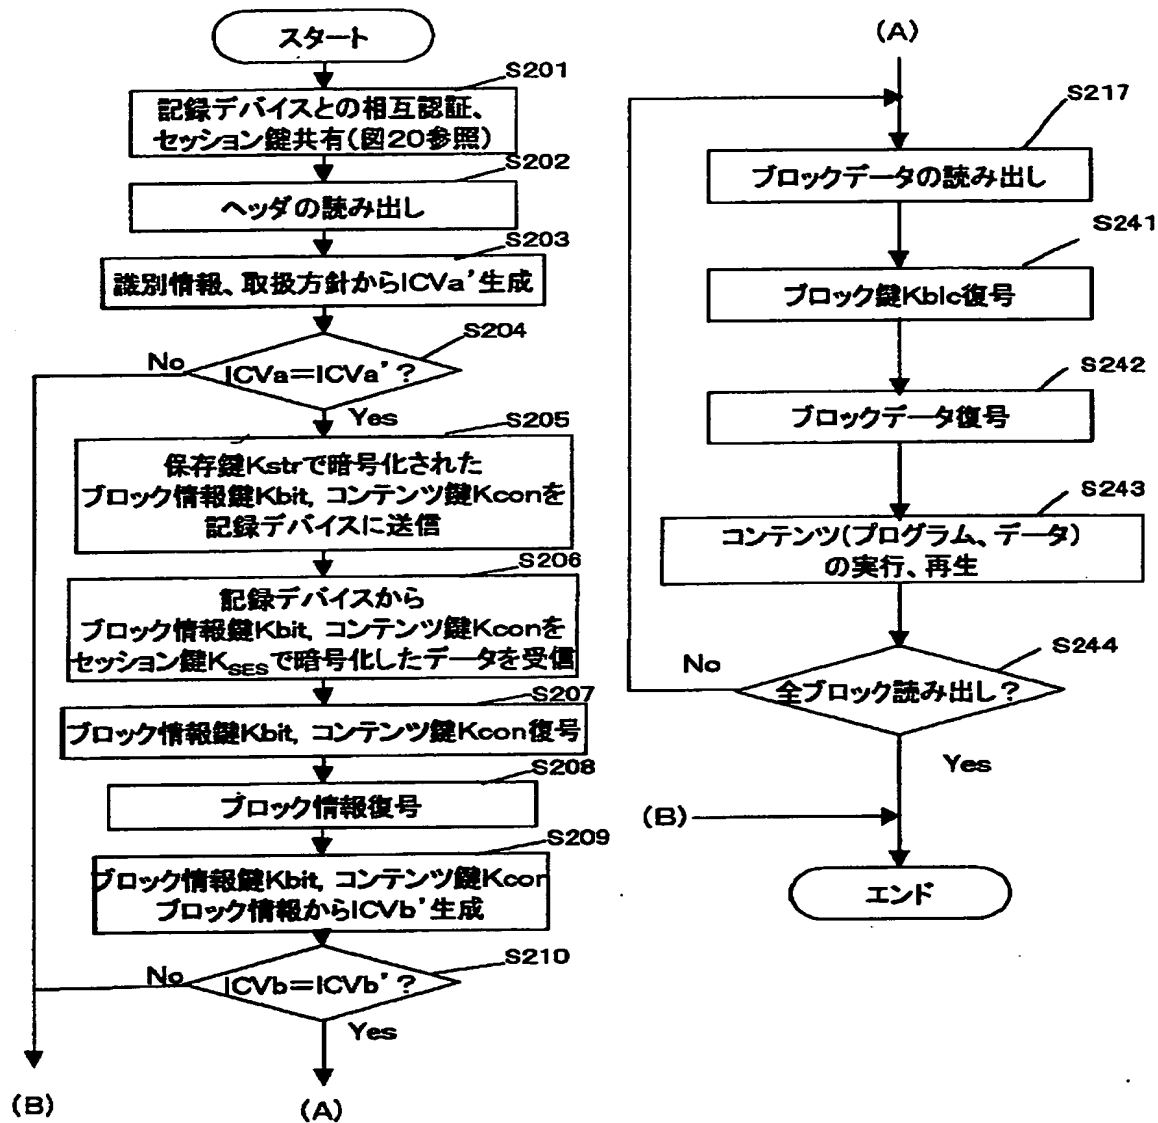 スタート
S201
記録デバイスとの相互認証、
セッション鍵共有(図20参照)
S202
ヘッダの読み出し
S203
識別情報、取扱方針からICVa'生成
S204
ICVa=ICVa'?
No
Yes
S205
保存鍵Kstrで暗号化された
ブロック情報鍵Kbit, コンテンツ鍵Kconを
記録デバイスに送信
S206
記録デバイスから
ブロック情報鍵Kbit, コンテンツ鍵Kconを
セッション鍵KSESで暗号化したデータを受信
S207
ブロック情報鍵Kbit, コンテンツ鍵Kcon復号
S208
ブロック情報復号
S209
ブロック情報鍵Kbit, コンテンツ鍵Kcon
ブロック情報からICVb'生成
S210
ICVb=ICVb'?
No
Yes
(B)
(A)
(A)
S217
ブロックデータの読み出し
S241
ブロック鍵Kblc復号
S242
ブロックデータ復号
S243
コンテンツ(プログラム、データ)
の実行、再生
S244
全ブロック読み出し?
No
Yes
(B)
エンド